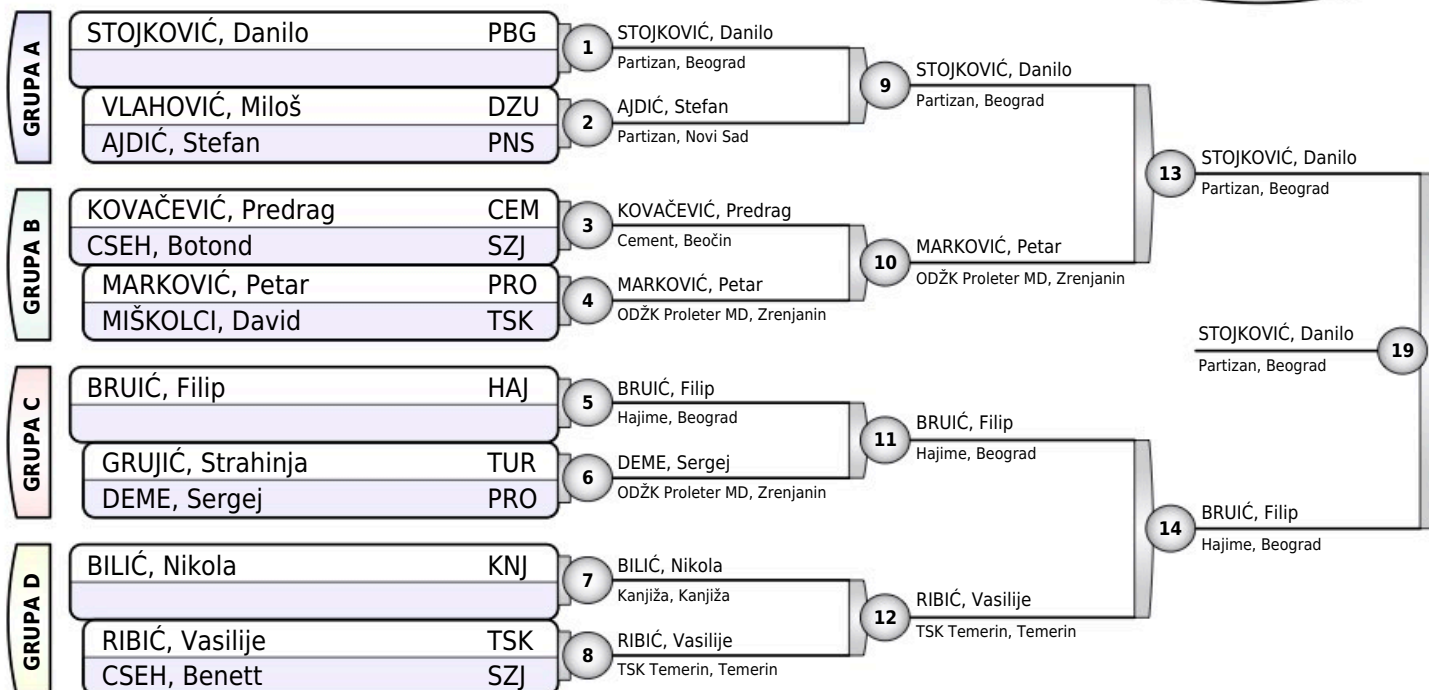 GRUPA A
STOJKOVIĆ, Danilo PBG
VLAHOVIĆ, Miloš DZU
AJDIĆ, Stefan PNS
1
STOJKOVIĆ, Danilo
Partizan, Beograd
2
AJDIĆ, Stefan
Partizan, Novi Sad
9
STOJKOVIĆ, Danilo
Partizan, Beograd
GRUPA B
KOVAČEVIĆ, Predrag CEM
CSEH, Botond SZJ
MARKOVIĆ, Petar PRO
MIŠKOLCI, David TSK
3
KOVAČEVIĆ, Predrag
Cement, Beočin
4
MARKOVIĆ, Petar
ODŽK Proleter MD, Zrenjanin
10
MARKOVIĆ, Petar
ODŽK Proleter MD, Zrenjanin
13
STOJKOVIĆ, Danilo
Partizan, Beograd
GRUPA C
BRUIĆ, Filip HAJ
GRUJIĆ, Strahinja TUR
DEME, Sergej PRO
5
BRUIĆ, Filip
Hajime, Beograd
6
DEME, Sergej
ODŽK Proleter MD, Zrenjanin
11
BRUIĆ, Filip
Hajime, Beograd
GRUPA D
BILIĆ, Nikola KNJ
RIBIĆ, Vasilije TSK
CSEH, Benett SZJ
7
BILIĆ, Nikola
Kanjiža, Kanjiža
8
RIBIĆ, Vasilije
TSK Temerin, Temerin
12
RIBIĆ, Vasilije
TSK Temerin, Temerin
14
BRUIĆ, Filip
Hajime, Beograd
STOJKOVIĆ, Danilo
Partizan, Beograd
19